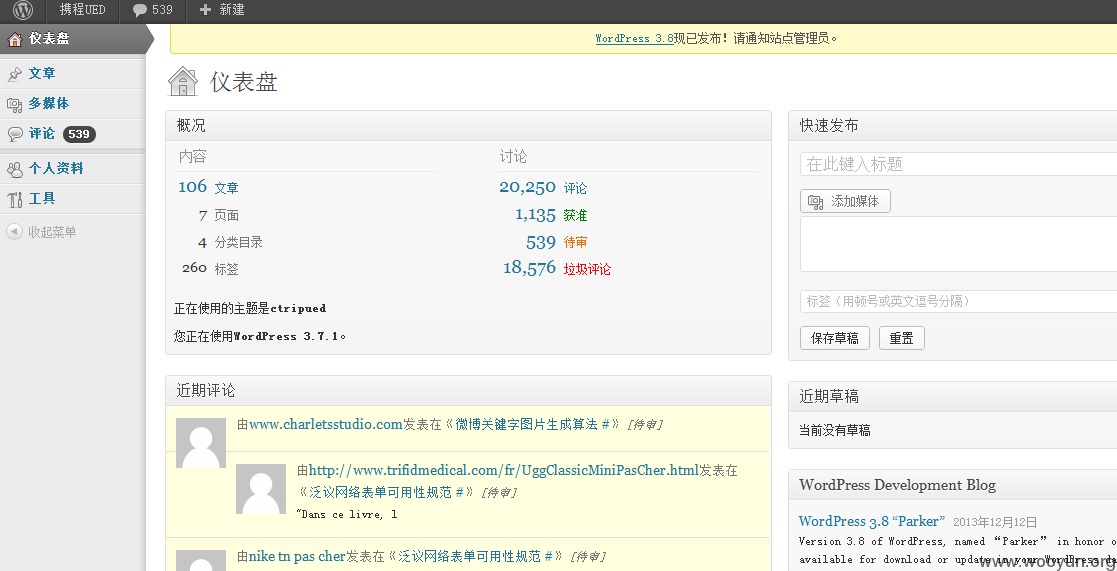 携程UED 539 + 新建
仪表盘
文章
多媒体
评论 539
个人资料
工具
收起菜单
WordPress 3.8现已发布！请通知站点管理员。
仪表盘
概况
内容 讨论
106 文章 20,250 评论
7 页面 1,135 获准
4 分类目录 539 待审
260 标签 18,576 垃圾评论
正在使用的主题是ctripued
您正在使用WordPress 3.7.1。
近期评论
由www.charletsstudio.com发表在《微博关键字图片生成算法 #》 [待审]
由http://www.trifidmedical.com/fr/UggClassicMiniPasCher.html发表在
《泛议网络表单可用性规范 #》 [待审]
“Dans ce livre, l
由nike tn pas cher发表在《泛议网络表单可用性规范 #》 [待审]
快速发布
在此键入标题
添加媒体
标签（用顿号或英文逗号分隔）
保存草稿 重置
近期草稿
当前没有草稿
WordPress Development Blog
WordPress 3.8 “Parker” 2013年12月12日
Version 3.8 of WordPress, named “Parker” in honor o
available for download or update in your WordPress da
www.wooyun.org